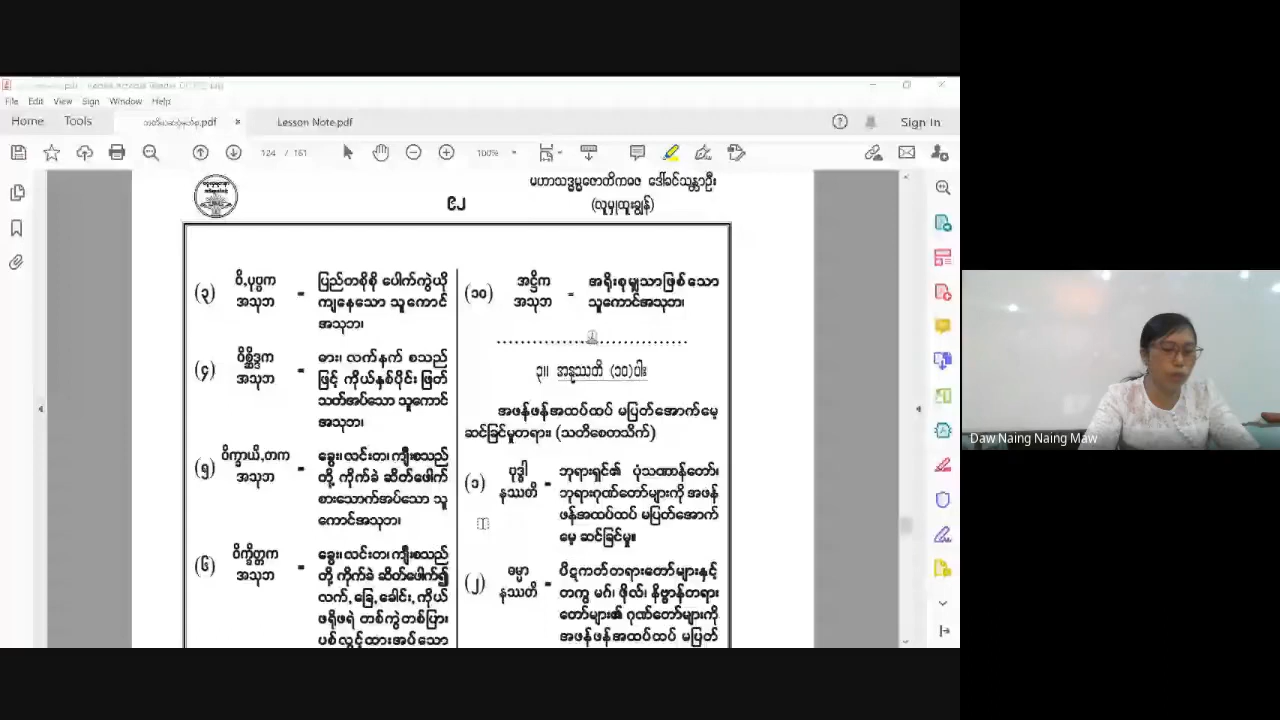 File Edit View Sign Window Help
Home Tools .pdf × Lesson Note.pdf Sign In
124 / 161 100%
မဟာသဒ္ဓမ္မဇောတိကဓဇ ဒေါ်ခင်သန္တာဦး
၉၂ (လူမှုထူးချွန်)
(၃) ဝိ,ပုဗ္ဗက အသုဘ = ပြည်တစိုစို ပေါက်ကွဲယို
ကျနေသော သူကောင်
အသုဘ၊
(၄) ဝိစ္ဆိဒ္ဒက အသုဘ = ဓား၊ လက်နက် စသည်
ဖြင့် ကိုယ်နှစ်ပိုင်း ဖြတ်
သတ်အပ်သော သူကောင်
အသုဘ၊
(၅) ဝိက္ခာယိ,တက အသုဘ = ခွေး၊ လင်းတ၊ ကျီးစသည်
တို့ ကိုက်ခဲ ဆိတ်ဖေါက်
စားသောက်အပ်သော သူ
ကောင်အသုဘ၊
(၆) ဝိက္ခိတ္တက အသုဘ = ခွေး၊ လင်းတ၊ ကျီးစသည်
တို့ ကိုက်ခဲ ဆိတ်ဖေါက်၍
လက်, ခြေ, ခေါင်း, ကိုယ်
ဖရိုဖရဲ တစ်ကွဲတစ်ပြား
ပစ်လွှင့်ထားအပ်သော
(၁၀) အဋ္ဌိက အသုဘ = အရိုးစုမျှသာဖြစ်သော
သူကောင်အသုဘ၊
၃။ အနုဿတိ (၁၀)ပါး
အဖန်ဖန်အထပ်ထပ် မပြတ်အောက်မေ့
ဆင်ခြင်မှုတရား၊ (သတိစေတသိက်)
(၁) ဗုဒ္ဓါ နုဿတိ = ဘုရားရှင်၏ ပုံသဏာန်တော်၊
ဘုရားဂုဏ်တော်များကို အဖန်
ဖန်အထပ်ထပ် မပြတ်အောက်
မေ့ ဆင်ခြင်မှု။
(၂) ဓမ္မာ နုဿတိ = ပိဋကတ်တရားတော်များနှင့်
တကွ မဂ်၊ ဖိုလ်၊ နိဗ္ဗာန်တရား
တော်များ၏ ဂုဏ်တော်များကို
အဖန်ဖန်အထပ်ထပ် မပြတ်
Daw Naing Naing Maw